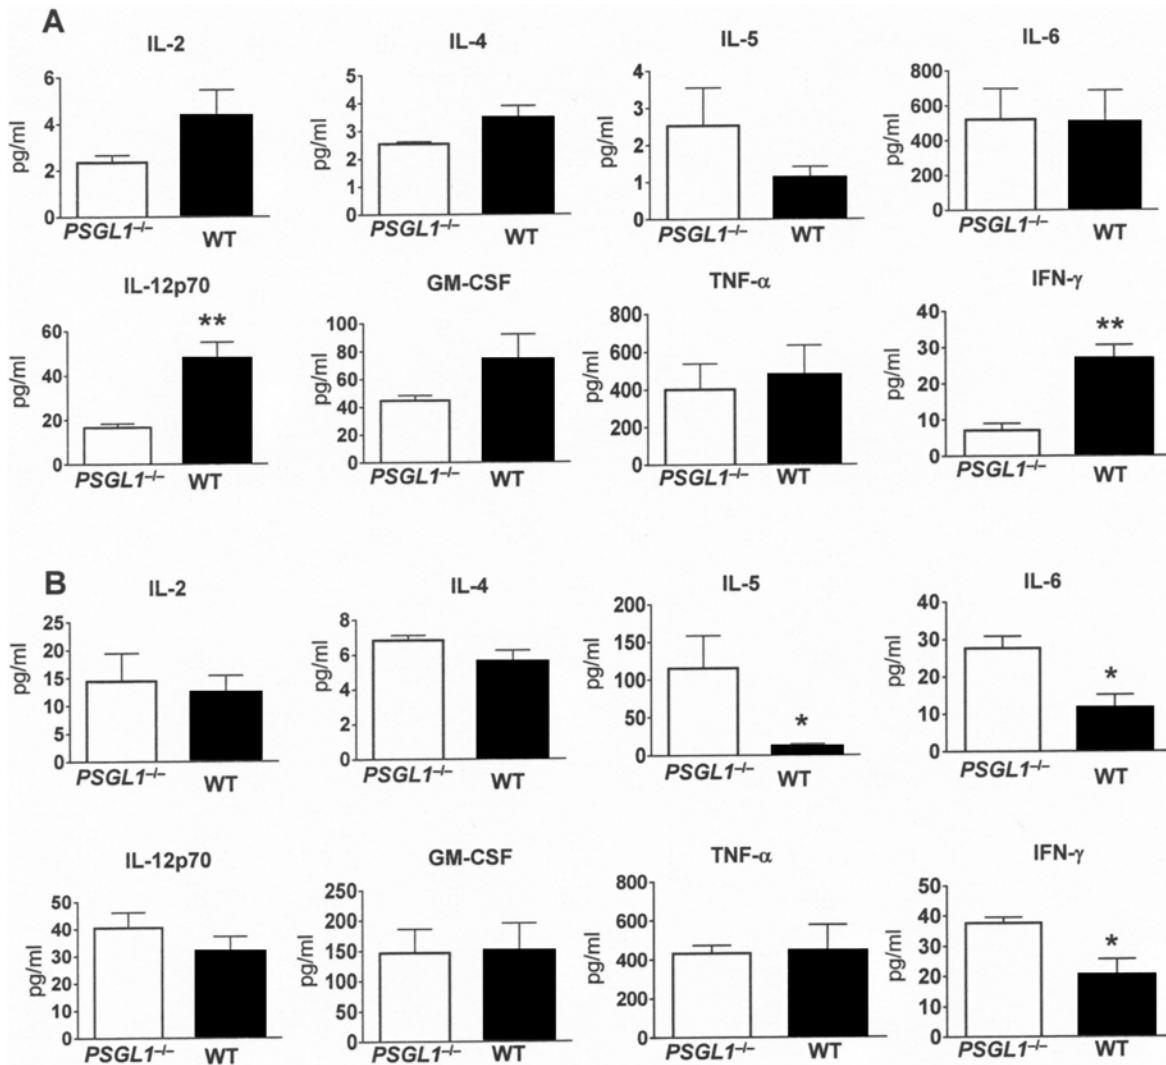 A
IL-2
IL-4
IL-5
IL-6
pg/ml
6
4
2
0
PSGL1–/–
WT
pg/ml
5
4
3
2
1
0
PSGL1–/–
WT
pg/ml
4
3
2
1
0
PSGL1–/–
WT
pg/ml
800
600
400
200
0
PSGL1–/–
WT
IL-12p70
GM-CSF
TNF-α
IFN-γ
pg/ml
60
40
20
0
**
PSGL1–/–
WT
pg/ml
100
80
60
40
20
0
PSGL1–/–
WT
pg/ml
800
600
400
200
0
PSGL1–/–
WT
pg/ml
40
30
20
10
0
**
PSGL1–/–
WT
B
IL-2
IL-4
IL-5
IL-6
pg/ml
25
20
15
10
5
0
PSGL1–/–
WT
pg/ml
8
6
4
2
0
PSGL1–/–
WT
pg/ml
200
150
100
50
0
*
PSGL1–/–
WT
pg/ml
40
30
20
10
0
*
PSGL1–/–
WT
IL-12p70
GM-CSF
TNF-α
IFN-γ
pg/ml
50
40
30
20
10
0
PSGL1–/–
WT
pg/ml
250
200
150
100
50
0
PSGL1–/–
WT
pg/ml
800
600
400
200
0
PSGL1–/–
WT
pg/ml
50
40
30
20
10
0
*
PSGL1–/–
WT